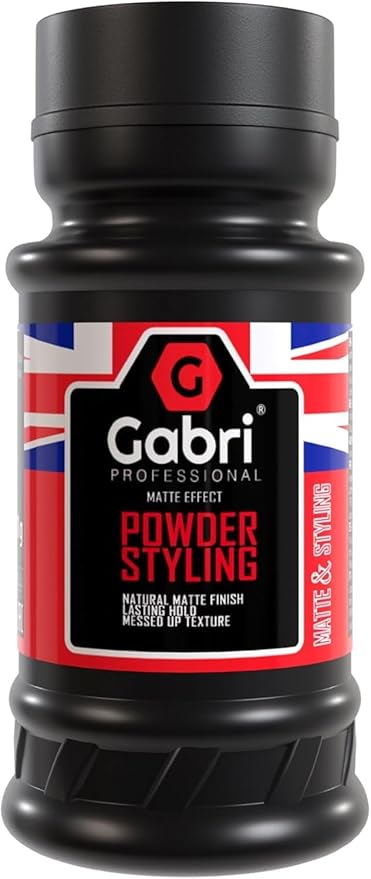 G
Gabri®
PROFESSIONAL
MATTE EFFECT
POWDER
STYLING
NATURAL MATTE FINISH
LASTING HOLD
MESSED UP TEXTURE
MATTE & STYLING